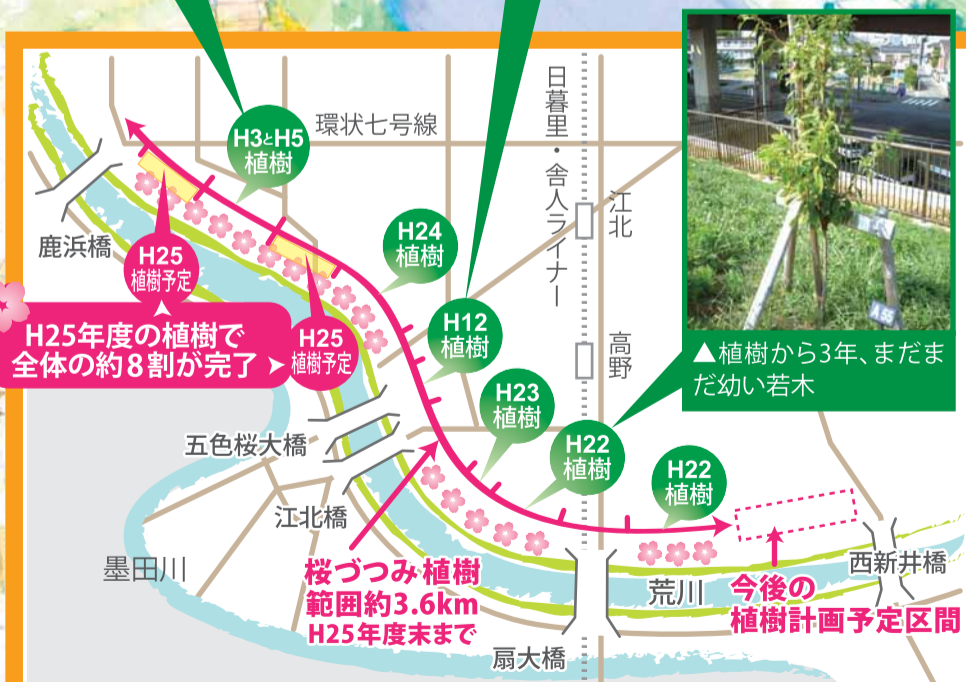 日暮里・舎人ライナー
環状七号線
H3とH5
植樹
江北
H24
植樹
鹿浜橋
H25
植樹予定
H12
植樹
H25年度の植樹で
全体の約8割が完了
H25
植樹予定
高野
▲植樹から3年、まだま
だ幼い若木
A 55
H23
植樹
五色桜大橋
H22
植樹
H22
植樹
江北橋
墨田川
桜づつみ植樹
範囲約3.6km
H25年度末まで
荒川
今後の
植樹計画予定区間
西新井橋
扇大橋